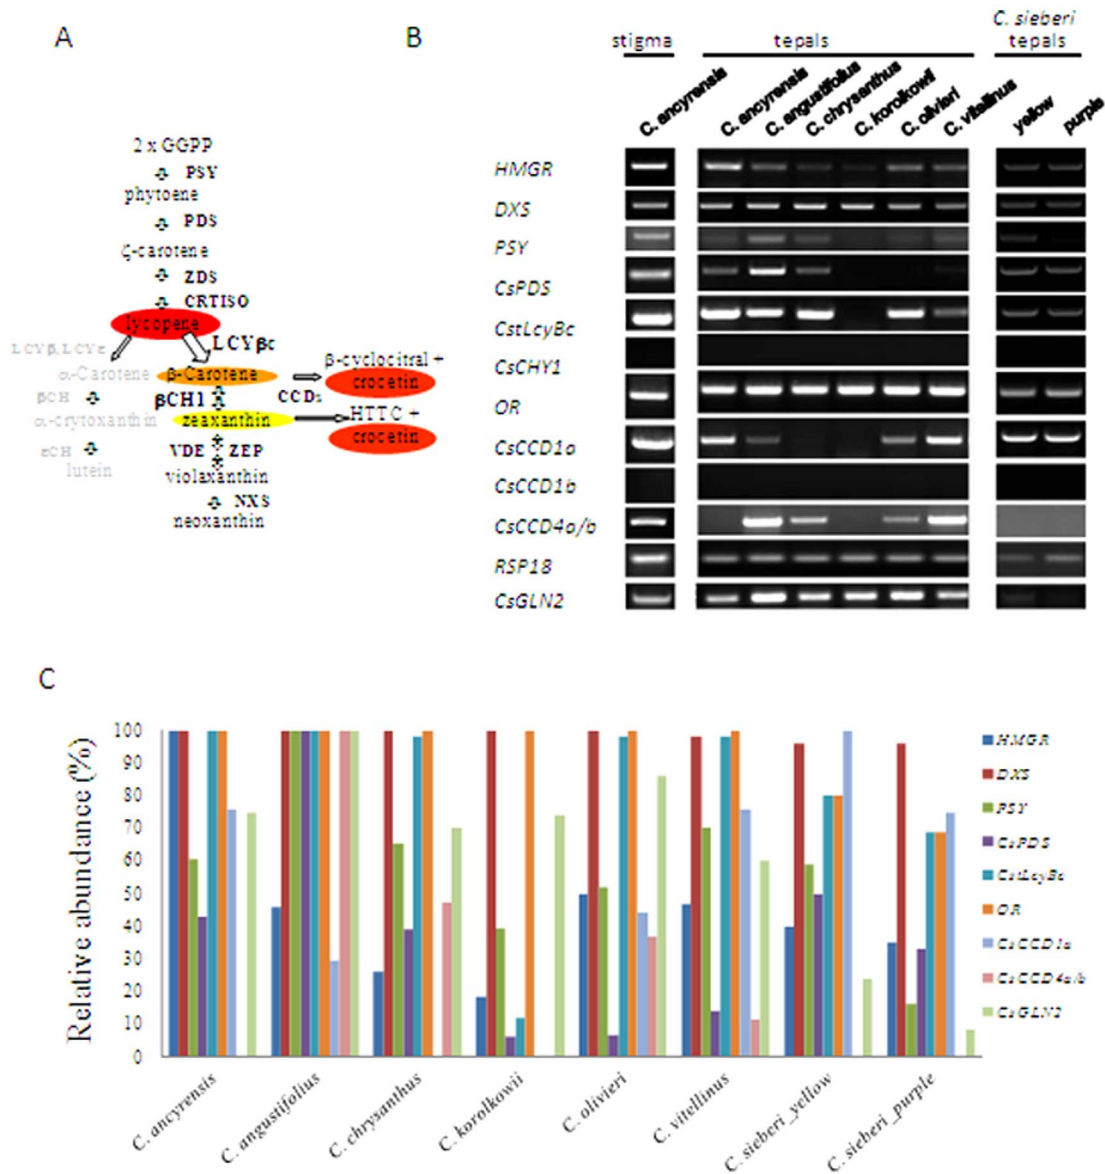 A
2 x GGPP
PSY
phytoene
PDS
ζ-carotene
ZDS
CRTISO
lycopene
LCYβ,LCYε
LCYβc
α-Carotene
β-Carotene
β-cyclocitral +
crocetin
βCH
βCH1
CCDs
α-crytoxanthin
zeaxanthin
HTTC +
crocetin
εCH
VDE
ZEP
lutein
violaxanthin
NXS
neoxanthin
B
stigma
tepals
C. sieberi
tepals
C. ancyrensis
C. ancyrensis
C. angustifolius
C. chrysanthus
C. korolkowii
C. olivieri
C. vitellinus
yellow
purple
HMGR
DXS
PSY
CsPDS
CstLcyBc
CsCHY1
OR
CsCCD1a
CsCCD1b
CsCCD4a/b
RSP18
CsGLN2
C
Relative abundance (%)
100
90
80
70
60
50
40
30
20
10
0
C. ancyrensis
C. angustifolius
C. chrysanthus
C. korolkowii
C. olivieri
C. vitellinus
C. sieberi_yellow
C. sieberi_purple
HMGR
DXS
PSY
CsPDS
CstLcyBc
OR
CsCCD1a
CsCCD4a/b
CsGLN2